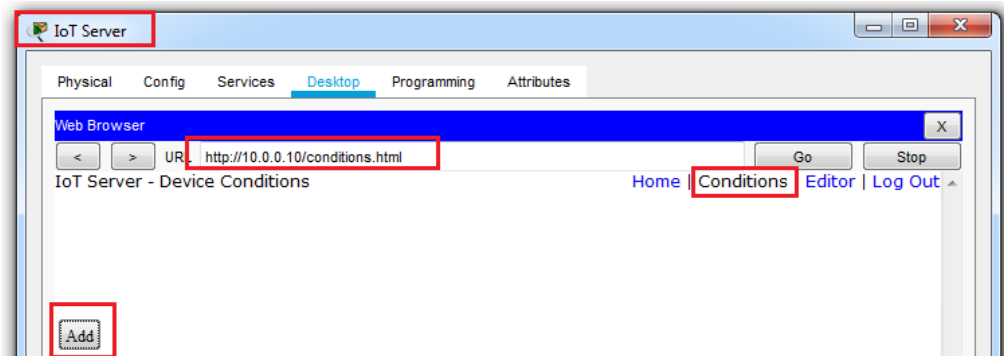 IoT Server
Physical Config Services Desktop Programming Attributes
Web Browser X
< > URL http://10.0.0.10/conditions.html Go Stop
IoT Server - Device Conditions Home | Conditions Editor | Log Out
Add